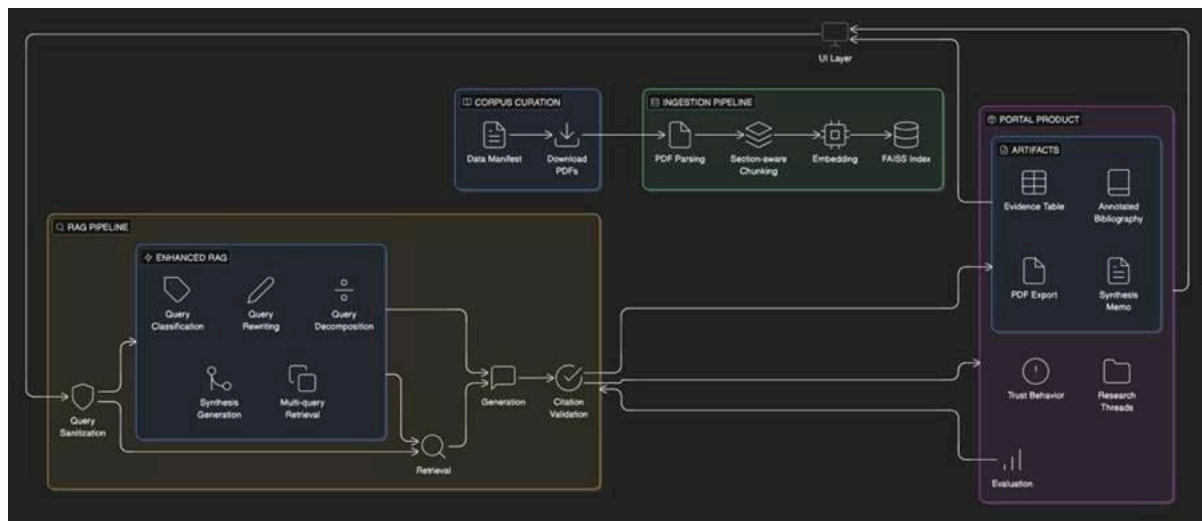 UI Layer
CORPUS CURATION
Data Manifest
Download
PDFs
INGESTION PIPELINE
PDF Parsing
Section-aware
Chunking
Embedding
FAISS Index
PORTAL PRODUCT
ARTIFACTS
Evidence Table
Annotated
Bibliography
PDF Export
Synthesis
Memo
Trust Behavior
Research
Threads
Evaluation
RAG PIPELINE
ENHANCED RAG
Query
Classification
Query
Rewriting
Query
Decomposition
Synthesis
Generation
Multi-query
Retrieval
Query
Sanitization
Retrieval
Generation
Citation
Validation